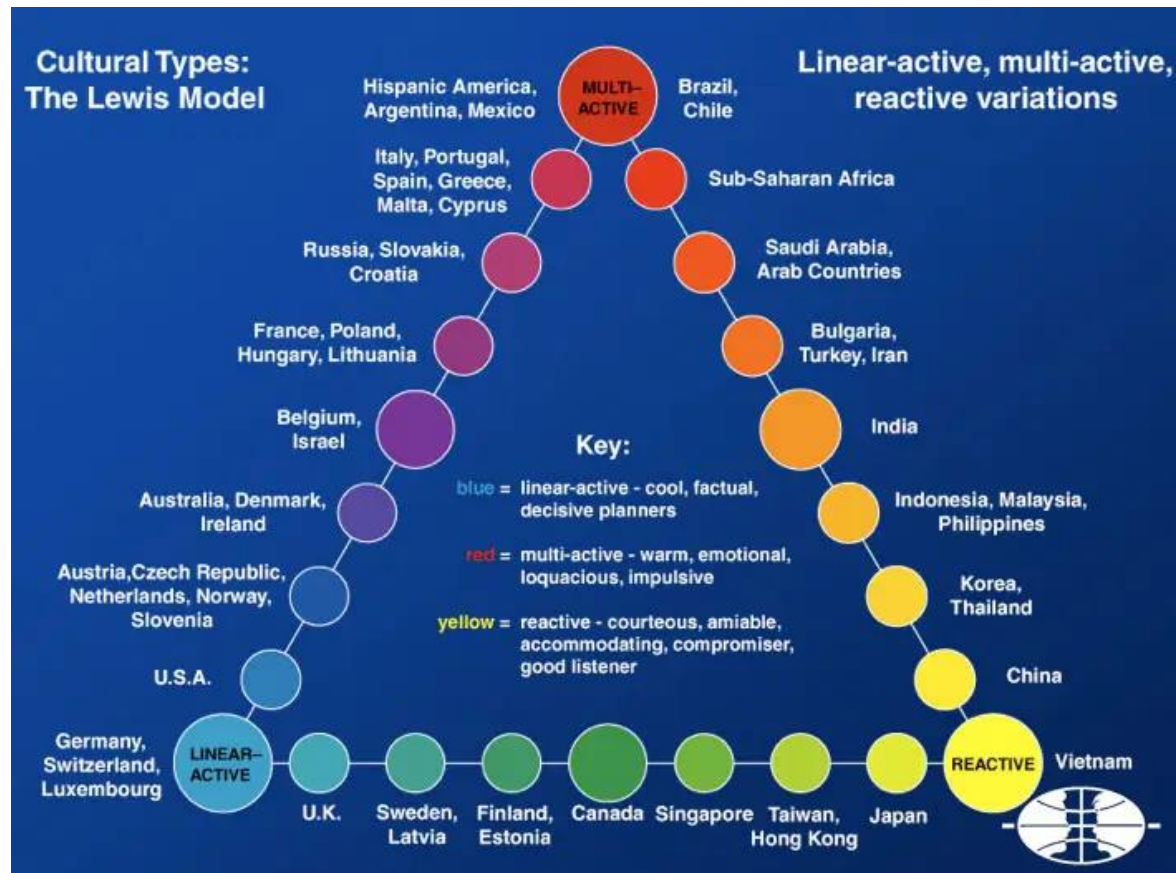 Cultural Types:
The Lewis Model
Linear-active, multi-active,
reactive variations
Hispanic America,
Argentina, Mexico
MULTI–
ACTIVE
Brazil,
Chile
Italy, Portugal,
Spain, Greece,
Malta, Cyprus
Sub-Saharan Africa
Russia, Slovakia,
Croatia
Saudi Arabia,
Arab Countries
France, Poland,
Hungary, Lithuania
Bulgaria,
Turkey, Iran
Belgium,
Israel
India
Key:
blue = linear-active - cool, factual,
decisive planners
red = multi-active - warm, emotional,
loquacious, impulsive
yellow = reactive - courteous, amiable,
accommodating, compromiser,
good listener
Australia, Denmark,
Ireland
Indonesia, Malaysia,
Philippines
Austria,Czech Republic,
Netherlands, Norway,
Slovenia
Korea,
Thailand
U.S.A.
China
Germany,
Switzerland,
Luxembourg
LINEAR–
ACTIVE
REACTIVE
Vietnam
U.K.
Sweden,
Latvia
Finland,
Estonia
Canada
Singapore
Taiwan,
Hong Kong
Japan